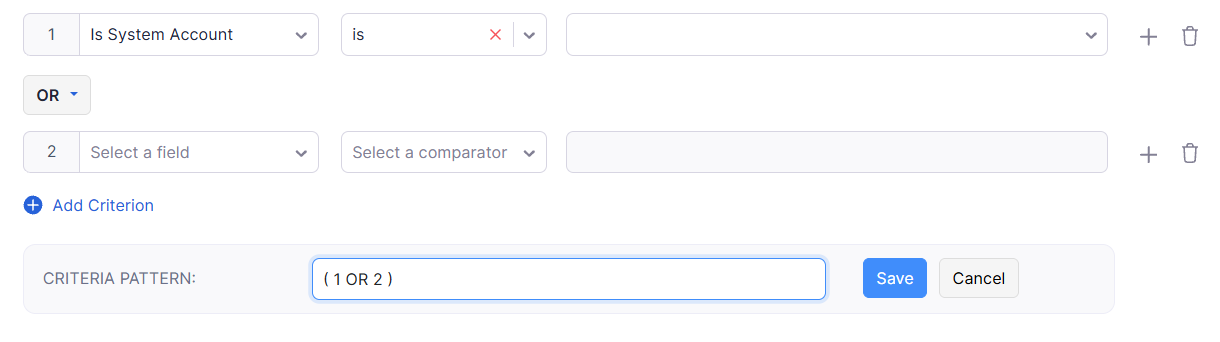 1 Is System Account is
OR
2 Select a field Select a comparator
Add Criterion
CRITERIA PATTERN: ( 1 OR 2 ) Save Cancel